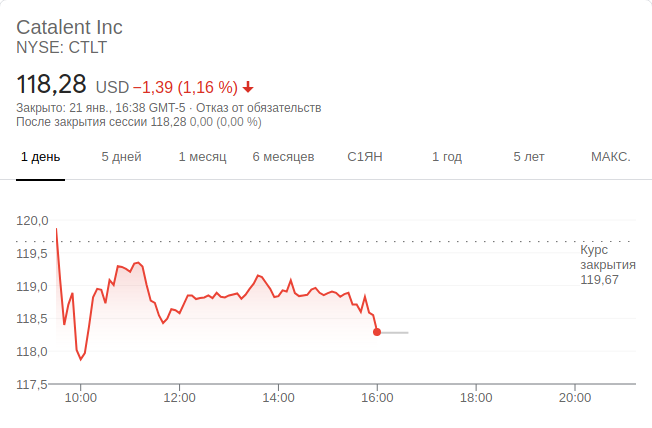 Catalent Inc
NYSE: CTLT
118,28 USD −1,39 (1,16 %)
Закрыто: 21 янв., 16:38 GMT-5 · Отказ от обязательств
После закрытия сессии 118,28 0,00 (0,00 %)
1 день 5 дней 1 месяц 6 месяцев С1ЯН 1 год 5 лет МАКС.
120,0
119,5
119,0
118,5
118,0
117,5
Курс
закрытия
119,67
10:00 12:00 14:00 16:00 18:00 20:00